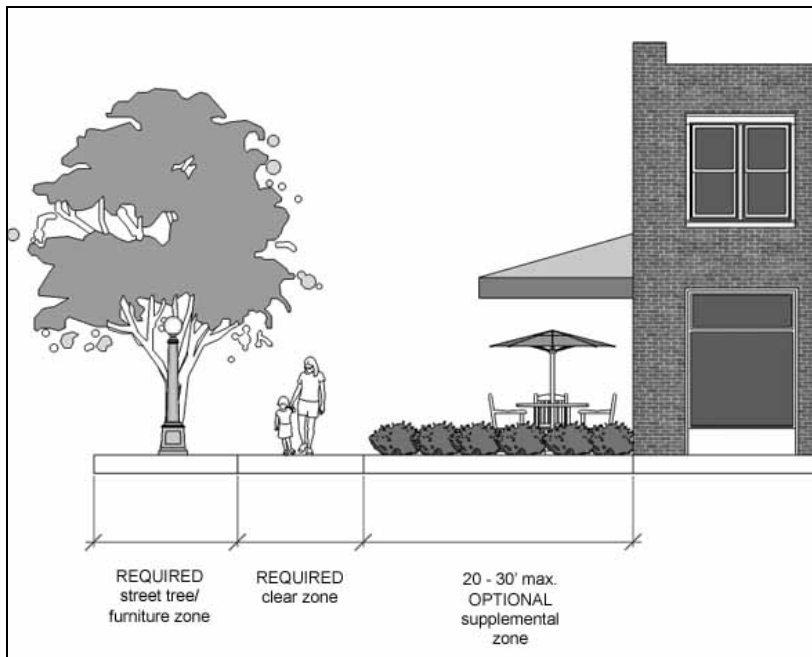 REQUIRED
street tree/
furniture zone
REQUIRED
clear zone
20 - 30' max.
OPTIONAL
supplemental
zone